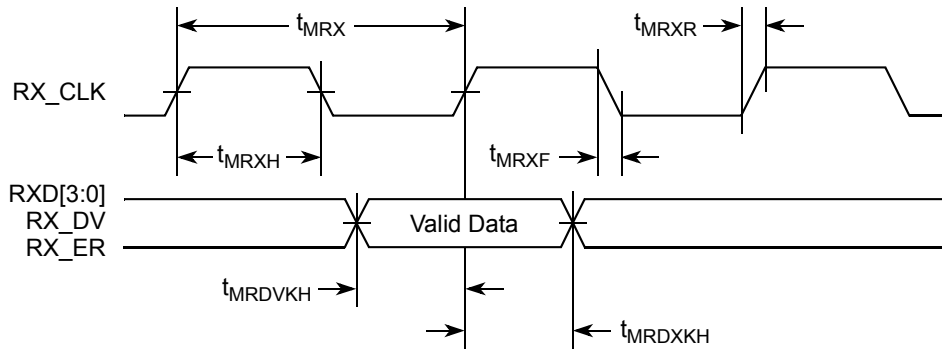 tMRX
tMRXR
RX_CLK
tMRXH
tMRXF
RXD[3:0]
RX_DV
RX_ER
Valid Data
tMRDVKH
tMRDXKH